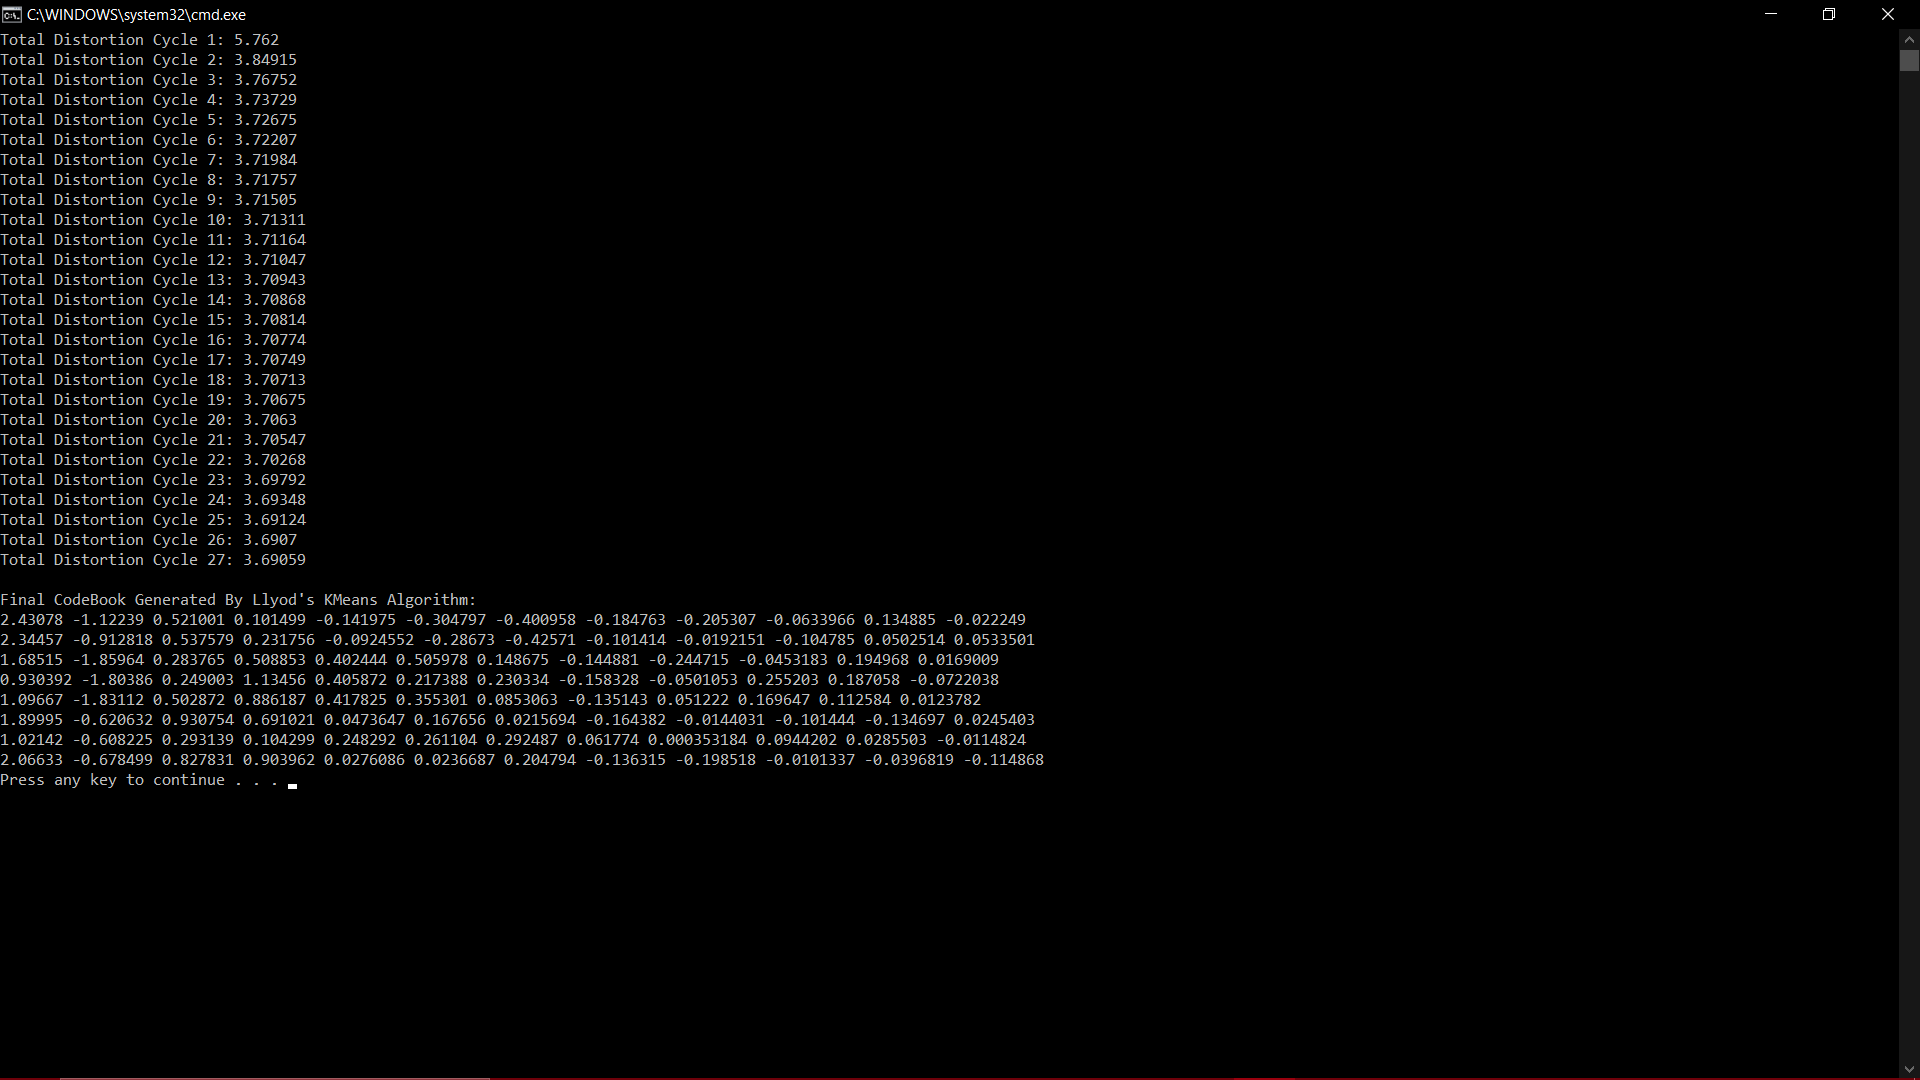 C:\WINDOWS\system32\cmd.exe
Total Distortion Cycle 1: 5.762
Total Distortion Cycle 2: 3.84915
Total Distortion Cycle 3: 3.76752
Total Distortion Cycle 4: 3.73729
Total Distortion Cycle 5: 3.72675
Total Distortion Cycle 6: 3.72207
Total Distortion Cycle 7: 3.71984
Total Distortion Cycle 8: 3.71757
Total Distortion Cycle 9: 3.71505
Total Distortion Cycle 10: 3.71311
Total Distortion Cycle 11: 3.71164
Total Distortion Cycle 12: 3.71047
Total Distortion Cycle 13: 3.70943
Total Distortion Cycle 14: 3.70868
Total Distortion Cycle 15: 3.70814
Total Distortion Cycle 16: 3.70774
Total Distortion Cycle 17: 3.70749
Total Distortion Cycle 18: 3.70713
Total Distortion Cycle 19: 3.70675
Total Distortion Cycle 20: 3.7063
Total Distortion Cycle 21: 3.70547
Total Distortion Cycle 22: 3.70268
Total Distortion Cycle 23: 3.69792
Total Distortion Cycle 24: 3.69348
Total Distortion Cycle 25: 3.69124
Total Distortion Cycle 26: 3.6907
Total Distortion Cycle 27: 3.69059
Final CodeBook Generated By Llyod's KMeans Algorithm:
2.43078 -1.12239 0.521001 0.101499 -0.141975 -0.304797 -0.400958 -0.184763 -0.205307 -0.0633966 0.134885 -0.022249
2.34457 -0.912818 0.537579 0.231756 -0.0924552 -0.28673 -0.42571 -0.101414 -0.0192151 -0.104785 0.0502514 0.0533501
1.68515 -1.85964 0.283765 0.508853 0.402444 0.505978 0.148675 -0.144881 -0.244715 -0.0453183 0.194968 0.0169009
0.930392 -1.80386 0.249003 1.13456 0.405872 0.217388 0.230334 -0.158328 -0.0501053 0.255203 0.187058 -0.0722038
1.09667 -1.83112 0.502872 0.886187 0.417825 0.355301 0.0853063 -0.135143 0.051222 0.169647 0.112584 0.0123782
1.89995 -0.620632 0.930754 0.691021 0.0473647 0.167656 0.0215694 -0.164382 -0.0144031 -0.101444 -0.134697 0.0245403
1.02142 -0.608225 0.293139 0.104299 0.248292 0.261104 0.292487 0.061774 0.000353184 0.0944202 0.0285503 -0.0114824
2.06633 -0.678499 0.827831 0.903962 0.0276086 0.0236687 0.204794 -0.136315 -0.198518 -0.0101337 -0.0396819 -0.114868
Press any key to continue . . .